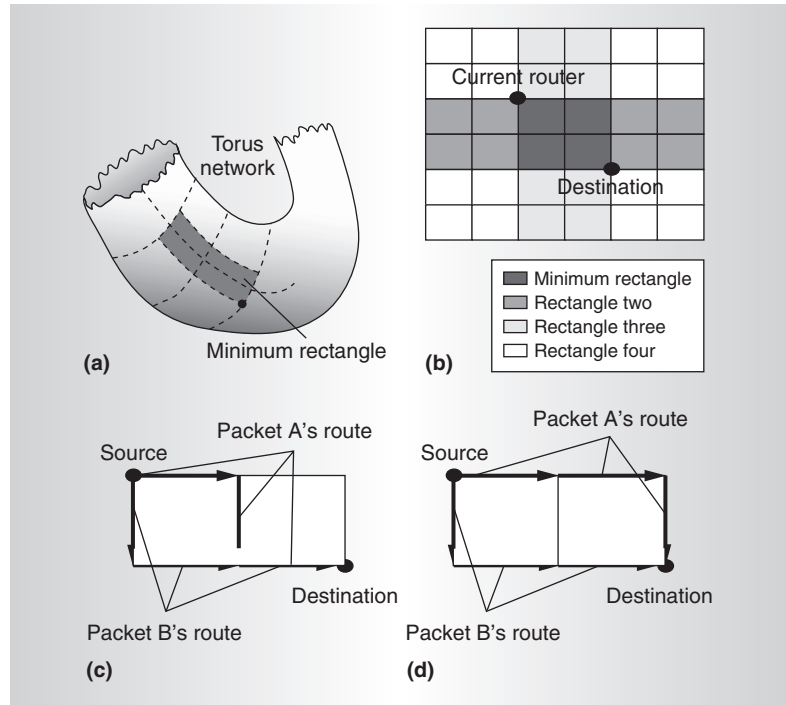 Torus
network
Minimum rectangle
(a)
Current router
Destination
Minimum rectangle
Rectangle two
Rectangle three
Rectangle four
(b)
Packet A's route
Source
Destination
Packet B's route
(c)
Packet A's route
Source
Destination
Packet B's route
(d)